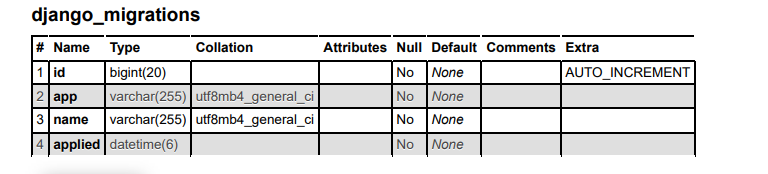 django_migrations
# Name Type Collation Attributes Null Default Comments Extra
1 id bigint(20) No None AUTO_INCREMENT
2 app varchar(255) utf8mb4_general_ci No None
3 name varchar(255) utf8mb4_general_ci No None
4 applied datetime(6) No None